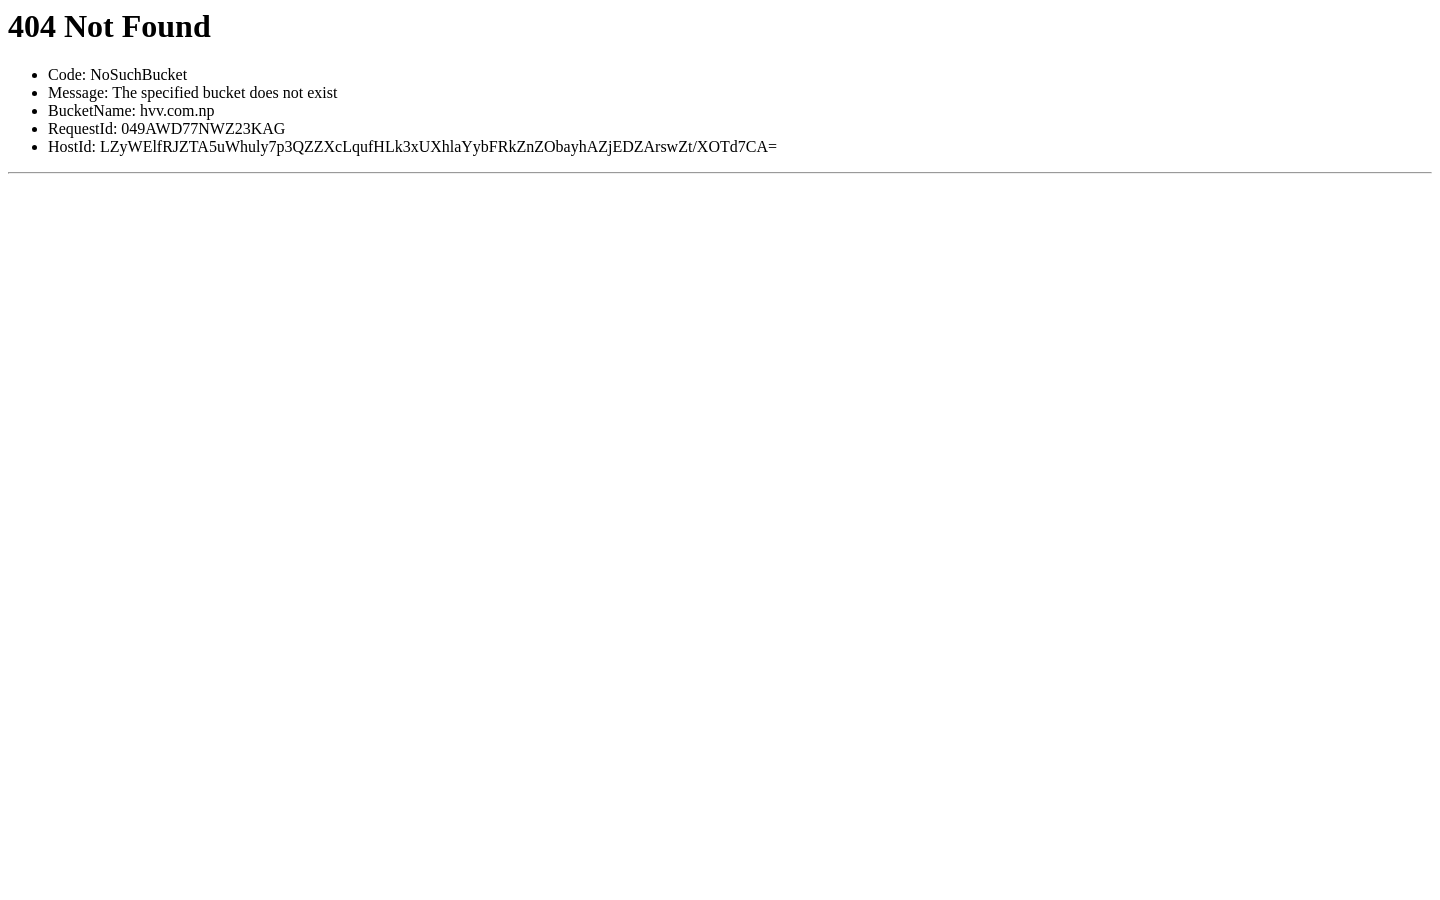 404 Not Found
Code: NoSuchBucket
Message: The specified bucket does not exist
BucketName: hvv.com.np
RequestId: 049AWD77NWZ23KAG
HostId: LZyWElfRJZTA5uWhuly7p3QZZXcLqufHLk3xUXhlaYybFRkZnZObayhAZjEDZArswZt/XOTd7CA=